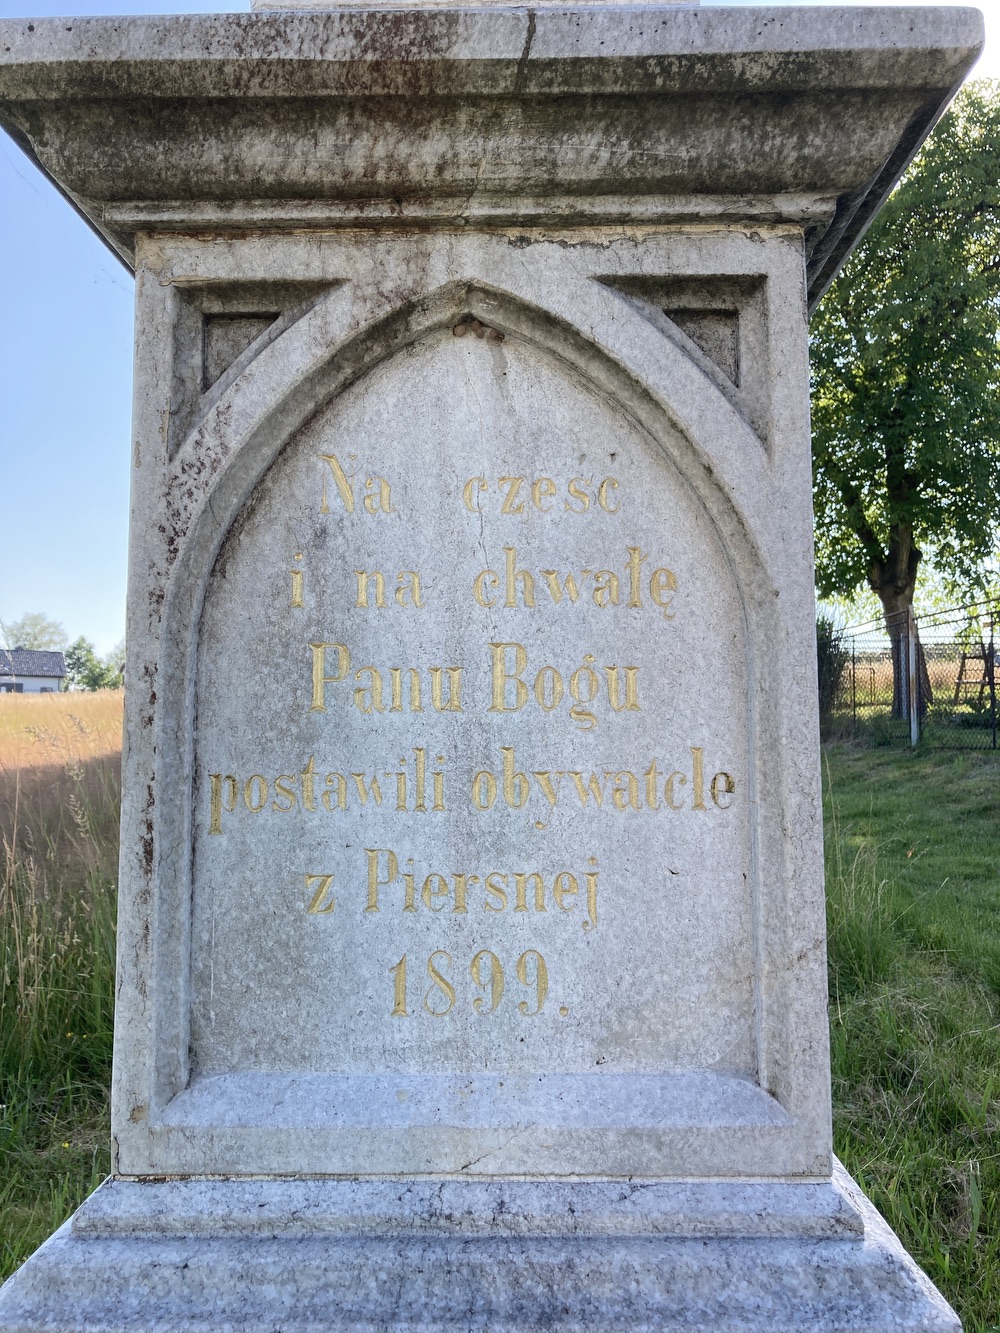 Na cześć
i na chwałę
Panu Bogu
postawili obywatele
z Piersnej
1899.